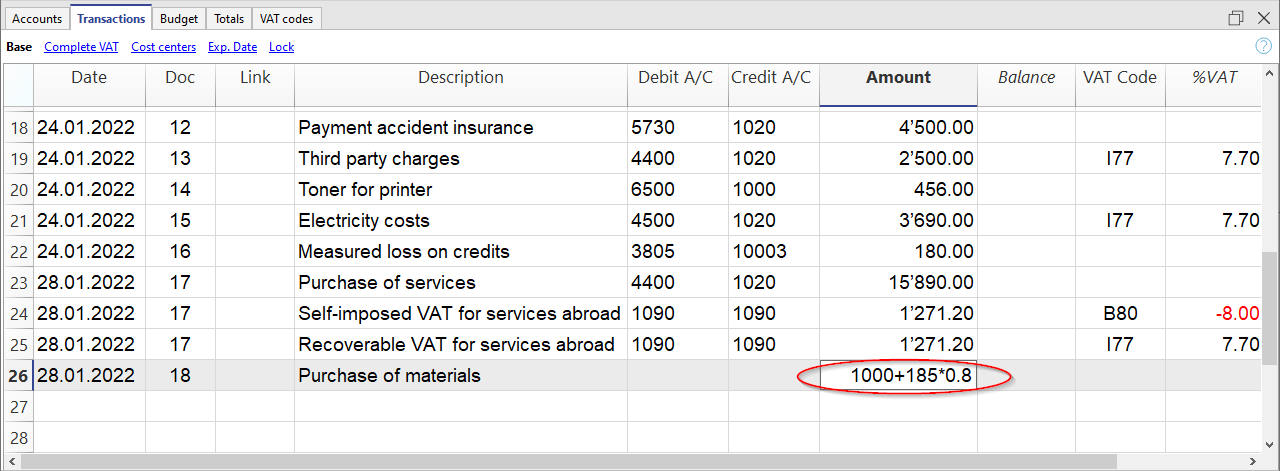 Accounts Transactions Budget Totals VAT codes
Base Complete VAT Cost centers Exp. Date Lock ?
Date Doc Link Description Debit A/C Credit A/C Amount Balance VAT Code %VAT
18 24.01.2022 12 Payment accident insurance 5730 1020 4’500.00
19 24.01.2022 13 Third party charges 4400 1020 2’500.00 I77 7.70
20 24.01.2022 14 Toner for printer 6500 1000 456.00
21 24.01.2022 15 Electricity costs 4500 1020 3’690.00 I77 7.70
22 24.01.2022 16 Measured loss on credits 3805 10003 180.00
23 28.01.2022 17 Purchase of services 4400 1020 15’890.00
24 28.01.2022 17 Self-imposed VAT for services abroad 1090 1090 1’271.20 B80 -8.00
25 28.01.2022 17 Recoverable VAT for services abroad 1090 1090 1’271.20 I77 7.70
26 28.01.2022 18 Purchase of materials 1000+185*0.8
27
28